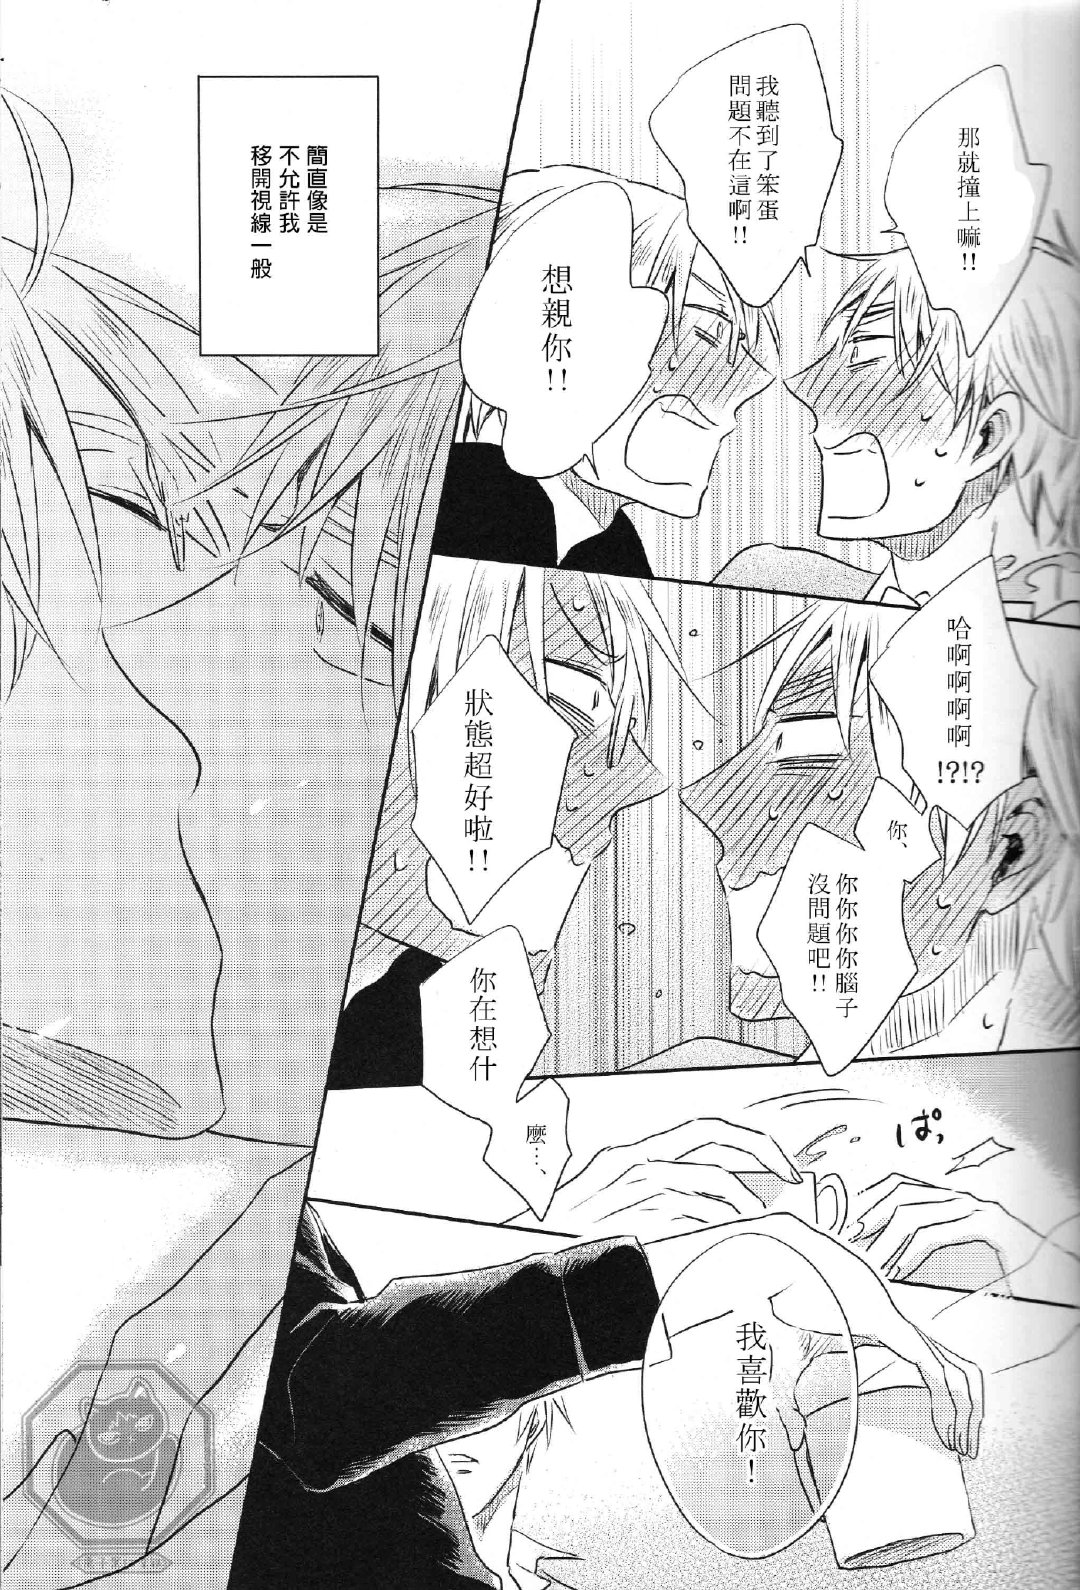 那就撞上嘛!!
我聽到了笨蛋
問題不在這啊!!
想親你!!
哈啊啊啊啊
!?!?
你、
你你你你腦子
沒問題吧!!
狀態超好啦!!
你在想什
麼…、
ぱっ
我喜歡你！
簡直像是
不允許我
移開視線一般